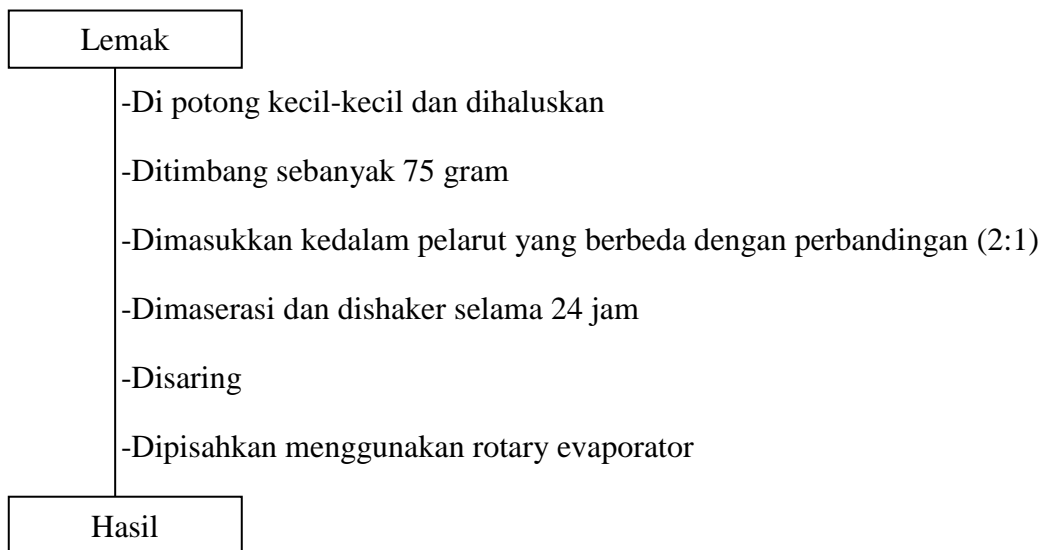 Lemak
-Di potong kecil-kecil dan dihaluskan
-Ditimbang sebanyak 75 gram
-Dimasukkan kedalam pelarut yang berbeda dengan perbandingan (2:1)
-Dimaserasi dan dishaker selama 24 jam
-Disaring
-Dipisahkan menggunakan rotary evaporator
Hasil